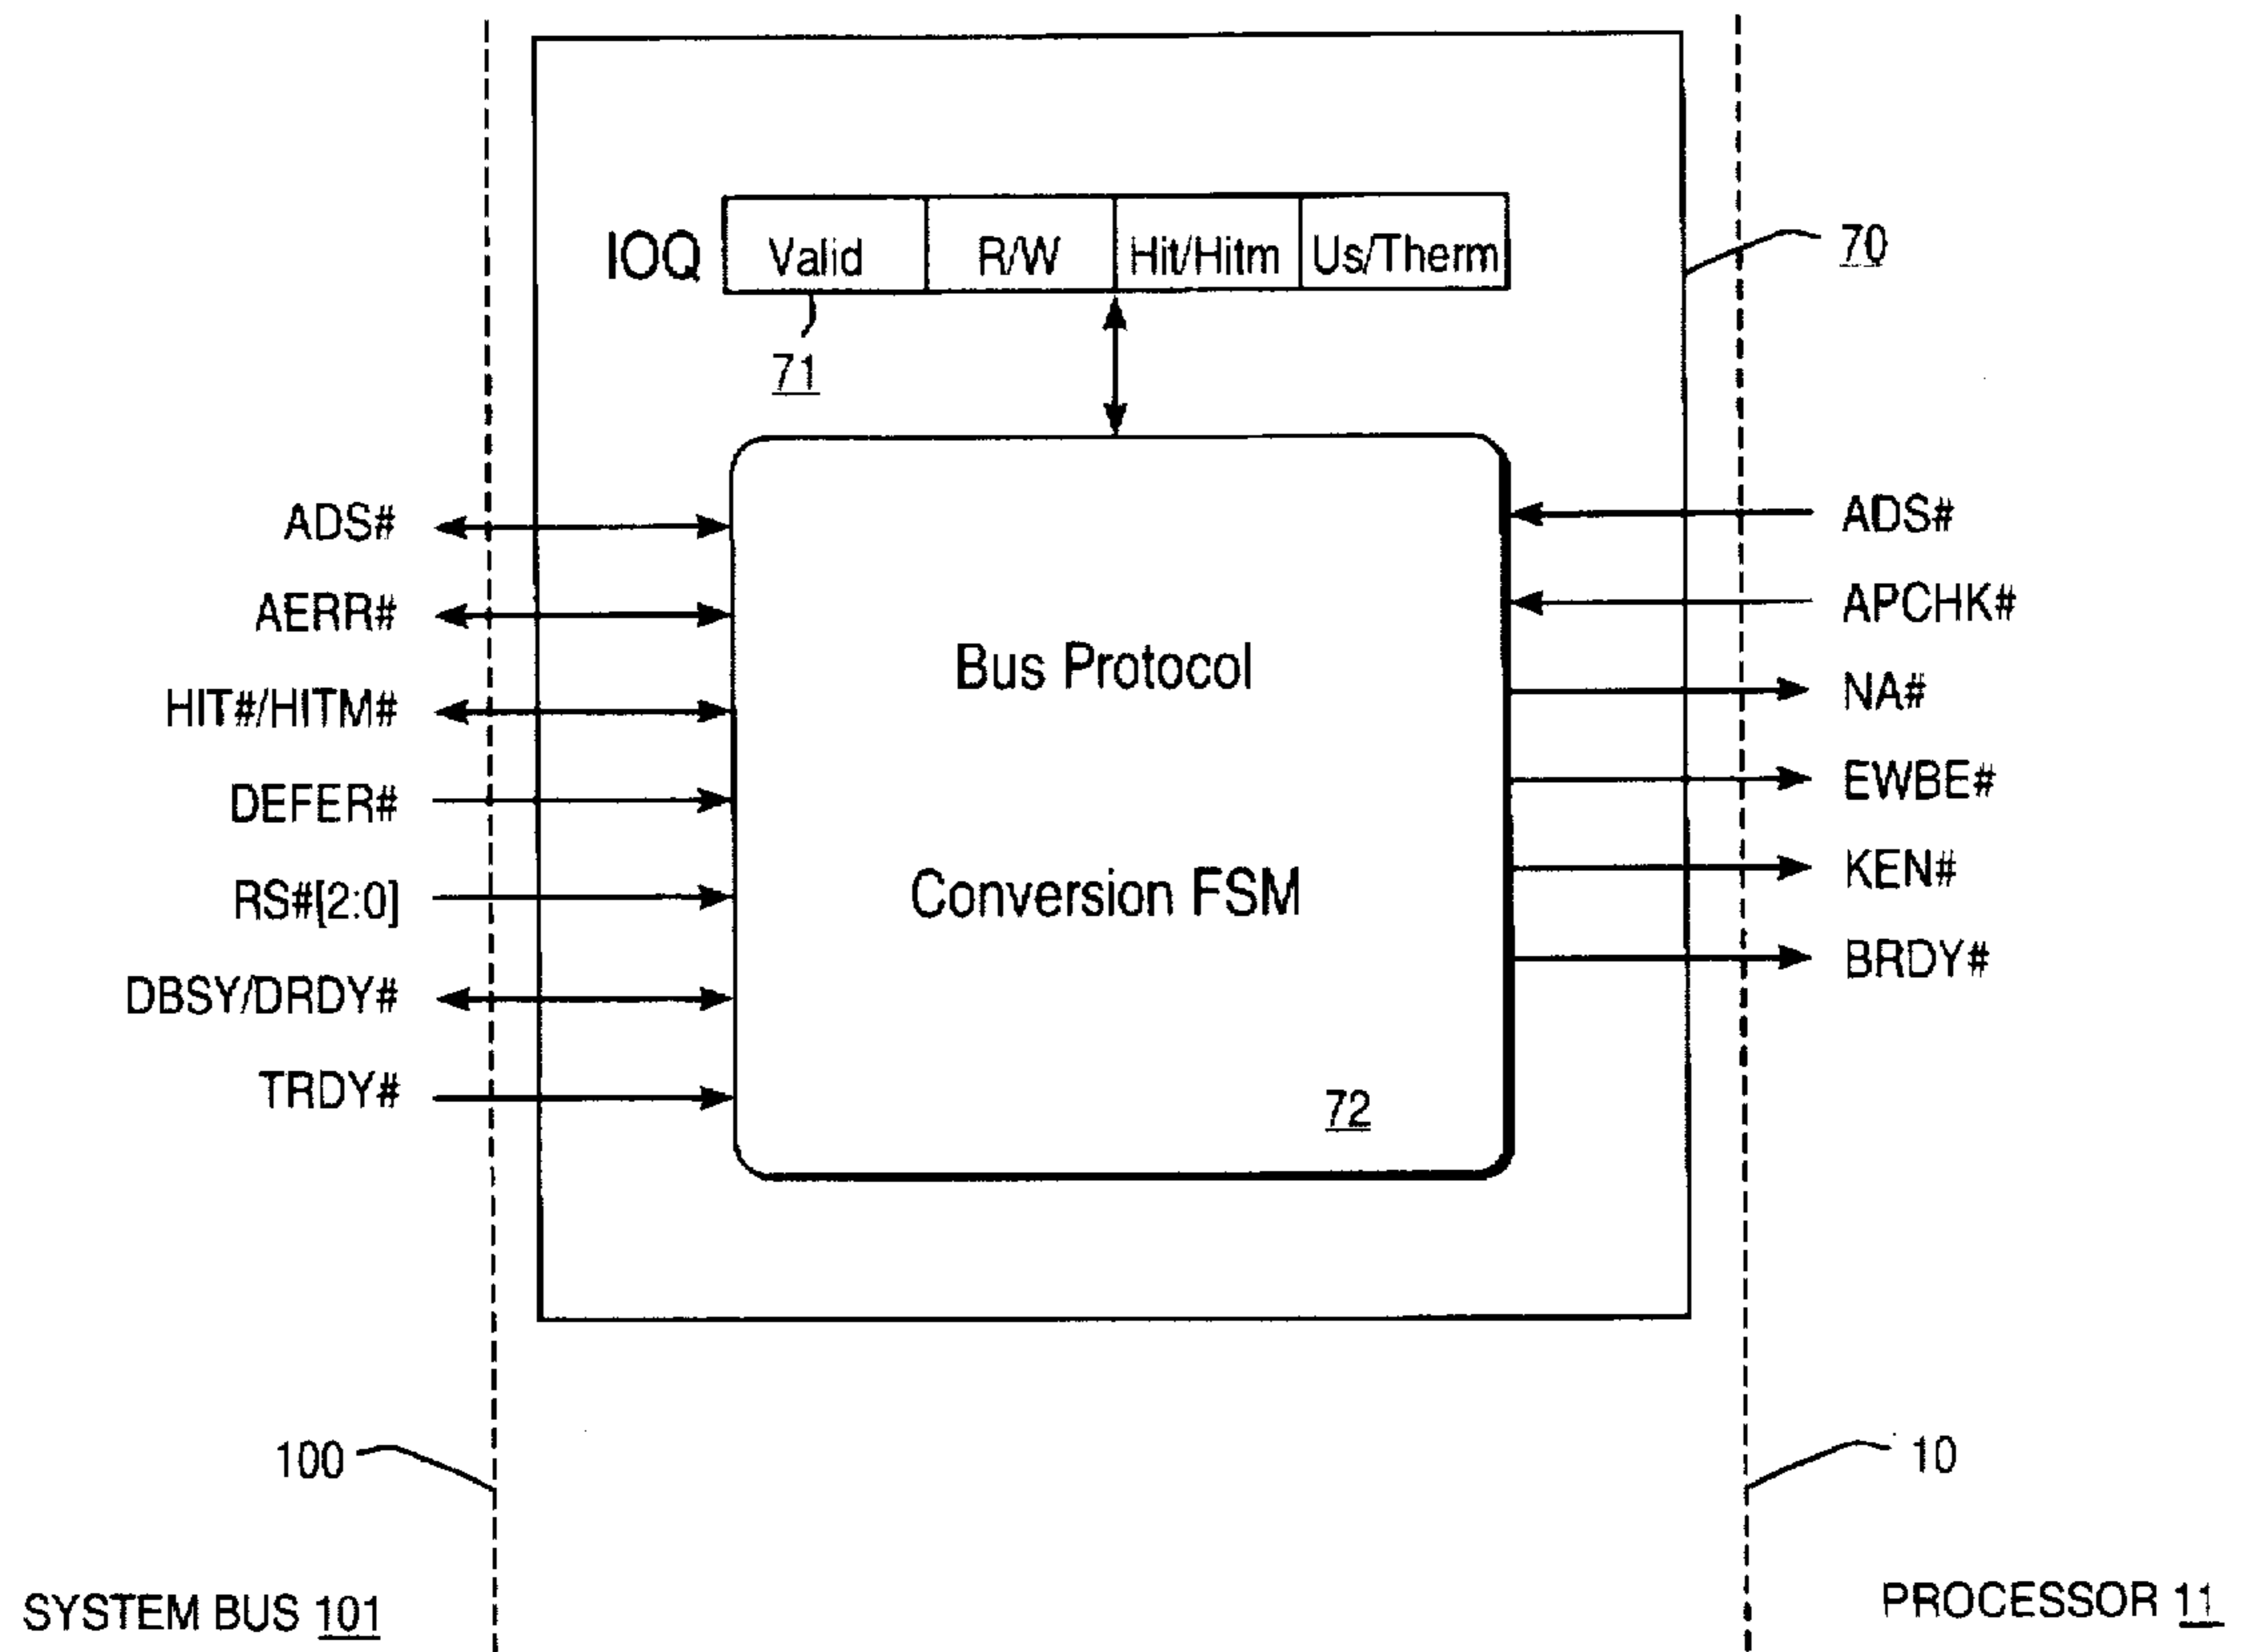 IOQ Valid R/W Hit/Hitm Us/Therm
71
70
ADS#
AERR#
HIT#/HITM#
DEFER#
RS#[2:0]
DBSY/DRDY#
TRDY#
Bus Protocol
Conversion FSM
72
ADS#
APCHK#
NA#
EWBE#
KEN#
BRDY#
100
10
SYSTEM BUS 101
PROCESSOR 11